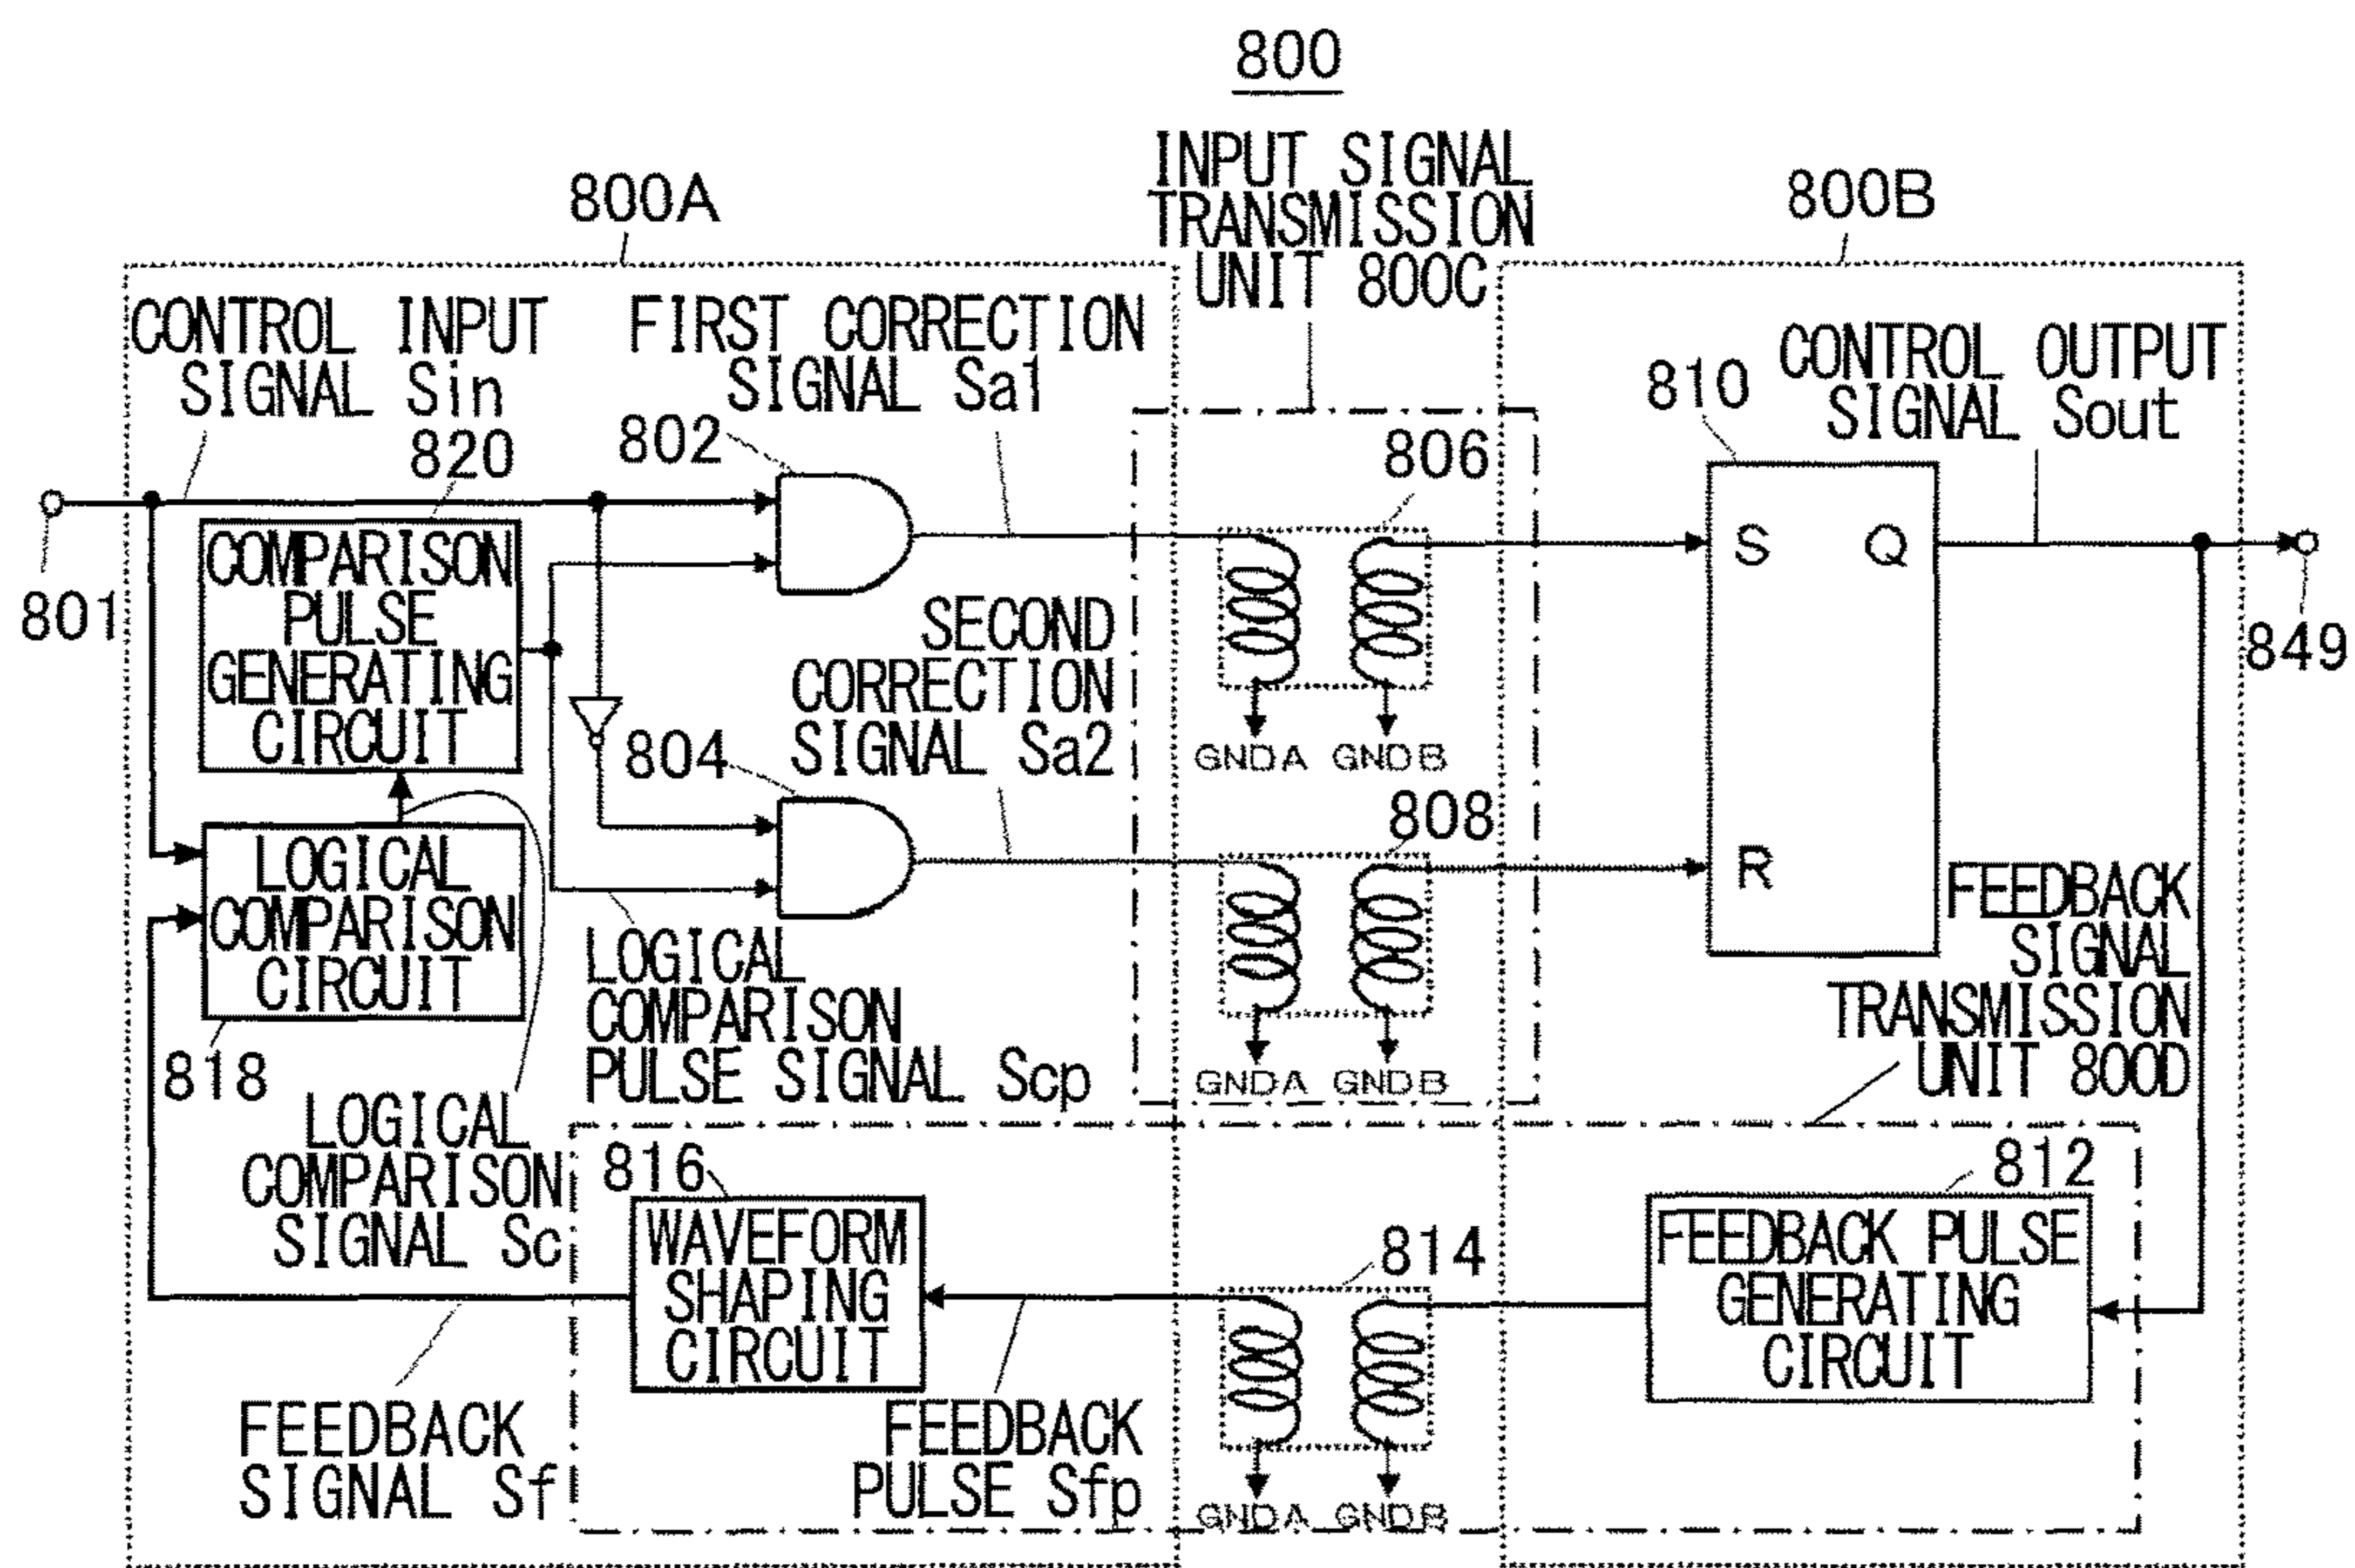 800
INPUT SIGNAL
TRANSMISSION
UNIT 800C
800A
800B
CONTROL INPUT
SIGNAL Sin
FIRST CORRECTION
SIGNAL Sa1
CONTROL OUTPUT
SIGNAL Sout
820
802
806
810
801
COMPARISON
PULSE
GENERATING
CIRCUIT
S
Q
R
849
SECOND
CORRECTION
SIGNAL Sa2
804
GNDA
GNDB
808
LOGICAL
COMPARISON
CIRCUIT
818
LOGICAL
COMPARISON
PULSE SIGNAL Scp
GNDA
GNDB
FEEDBACK
SIGNAL
TRANSMISSION
UNIT 800D
LOGICAL
COMPARISON
SIGNAL Sc
816
WAVEFORM
SHAPING
CIRCUIT
814
812
FEEDBACK PULSE
GENERATING
CIRCUIT
FEEDBACK
SIGNAL Sf
FEEDBACK
PULSE Sfp
GNDA
GNDB